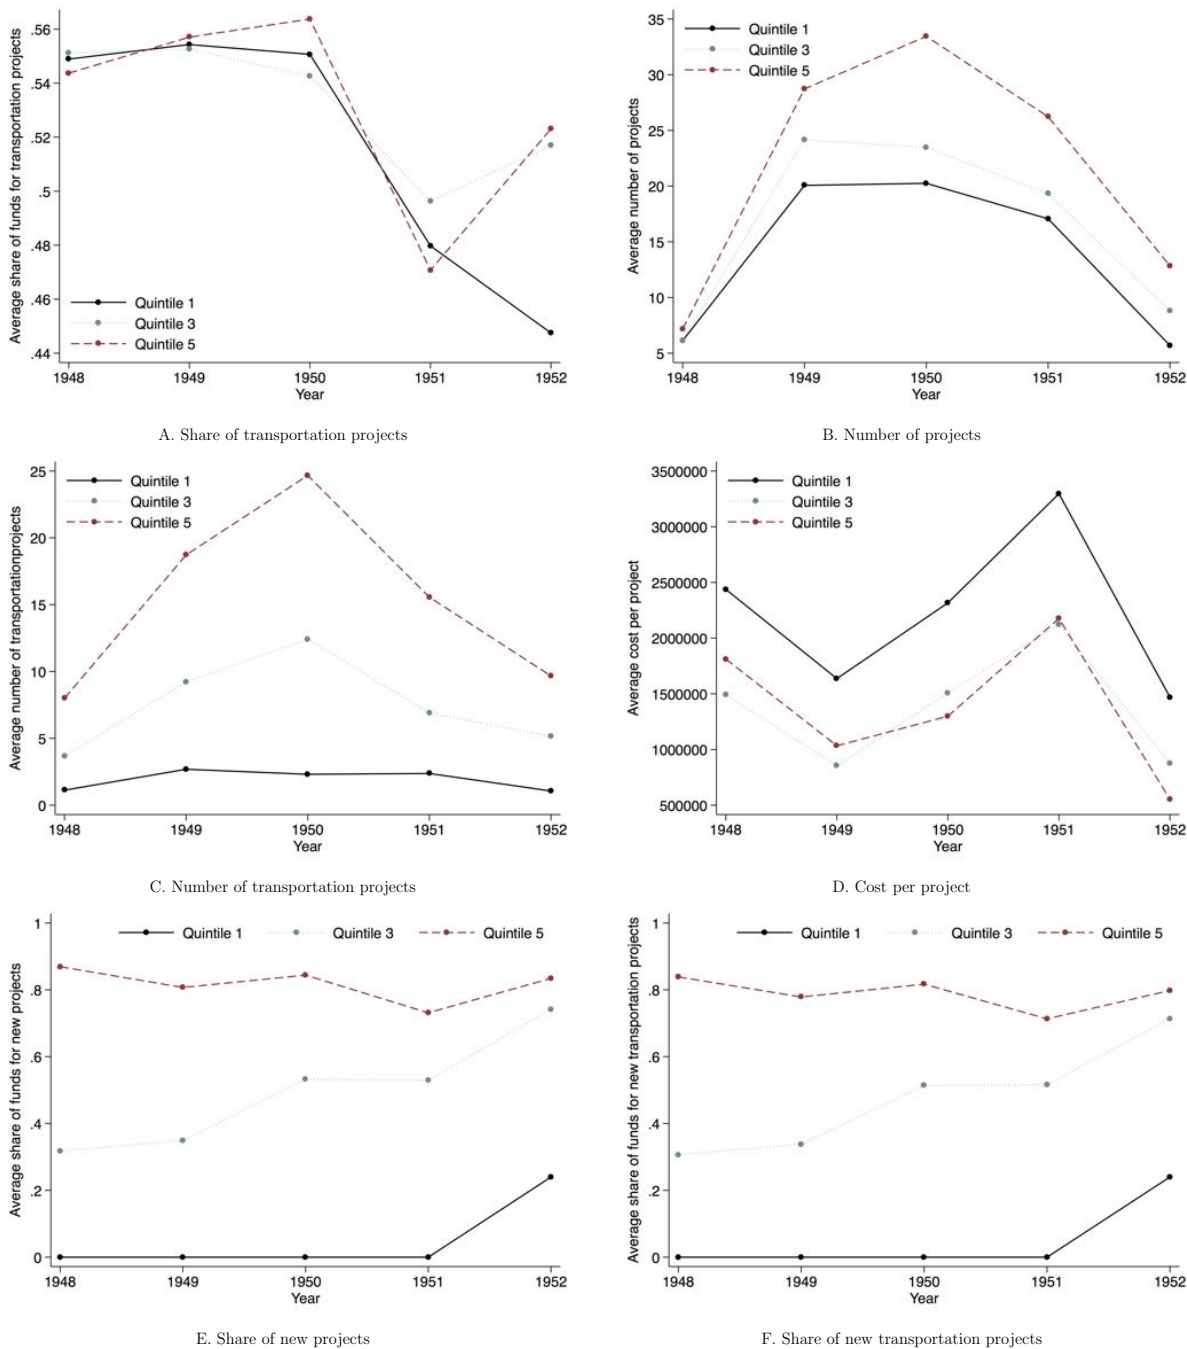 Average share of funds for transportation projects
.56
.54
.52
.5
.48
.46
.44
Quintile 1
Quintile 3
Quintile 5
1948 1949 1950 1951 1952
Year
A. Share of transportation projects
Average number of projects
35
30
25
20
15
10
5
Quintile 1
Quintile 3
Quintile 5
1948 1949 1950 1951 1952
Year
B. Number of projects
Average number of transportationprojects
25
20
15
10
5
0
Quintile 1
Quintile 3
Quintile 5
1948 1949 1950 1951 1952
Year
C. Number of transportation projects
Average cost per project
3500000
3000000
2500000
2000000
1500000
1000000
500000
Quintile 1
Quintile 3
Quintile 5
1948 1949 1950 1951 1952
Year
D. Cost per project
Average share of funds for new projects
1
.8
.6
.4
.2
0
Quintile 1 Quintile 3 Quintile 5
1948 1949 1950 1951 1952
Year
E. Share of new projects
Average share of funds for new transportation projects
1
.8
.6
.4
.2
0
Quintile 1 Quintile 3 Quintile 5
1948 1949 1950 1951 1952
Year
F. Share of new transportation projects